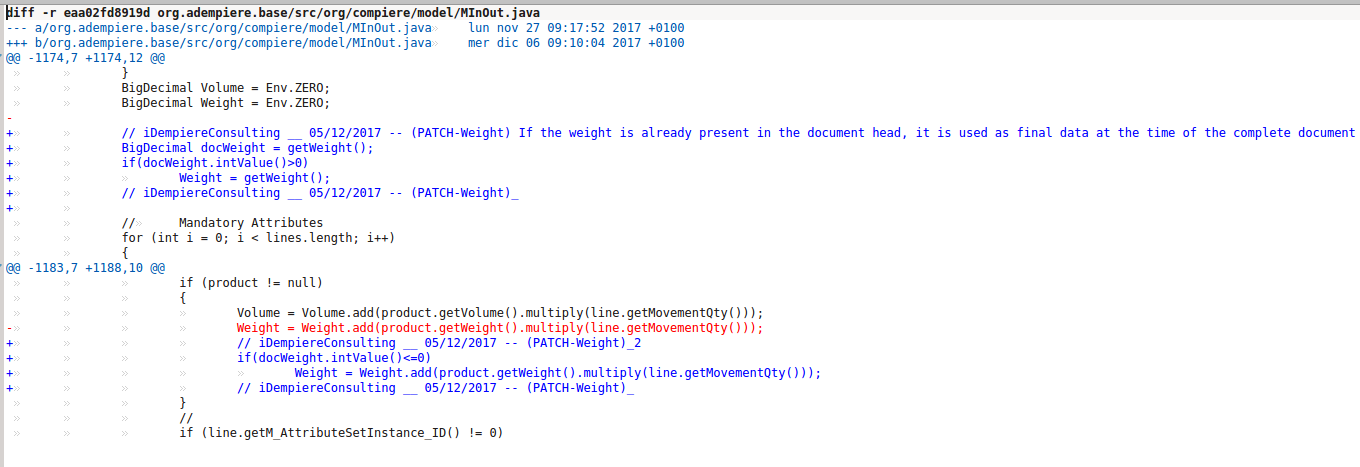 diff -r eaa02fd8919d org.adempiere.base/src/org/compiere/model/MInOut.java
--- a/org.adempiere.base/src/org/compiere/model/MInOut.java»	lun nov 27 09:17:52 2017 +0100
+++ b/org.adempiere.base/src/org/compiere/model/MInOut.java»	mer dic 06 09:10:04 2017 +0100
@@ -1174,7 +1174,12 @@
 »	»	}
 »	»	BigDecimal Volume = Env.ZERO;
 »	»	BigDecimal Weight = Env.ZERO;
-
+»	»	// iDempiereConsulting __ 05/12/2017 -- (PATCH-Weight) If the weight is already present in the document head, it is used as final data at the time of the complete document
+»	»	BigDecimal docWeight = getWeight();
+»	»	if(docWeight.intValue()>0)
+»	»	»	Weight = getWeight();
+»	»	// iDempiereConsulting __ 05/12/2017 -- (PATCH-Weight)_
+»	»
 »	»	//»	Mandatory Attributes
 »	»	for (int i = 0; i < lines.length; i++)
 »	»	{
@@ -1183,7 +1188,10 @@
 »	»	»	if (product != null)
 »	»	»	{
 »	»	»	»	Volume = Volume.add(product.getVolume().multiply(line.getMovementQty()));
-»	»	»	»	Weight = Weight.add(product.getWeight().multiply(line.getMovementQty()));
+»	»	»	»	// iDempiereConsulting __ 05/12/2017 -- (PATCH-Weight)_2
+»	»	»	»	if(docWeight.intValue()<=0)
+»	»	»	»	»	Weight = Weight.add(product.getWeight().multiply(line.getMovementQty()));
+»	»	»	»	// iDempiereConsulting __ 05/12/2017 -- (PATCH-Weight)_
 »	»	»	}
 »	»	»	//
 »	»	»	if (line.getM_AttributeSetInstance_ID() != 0)